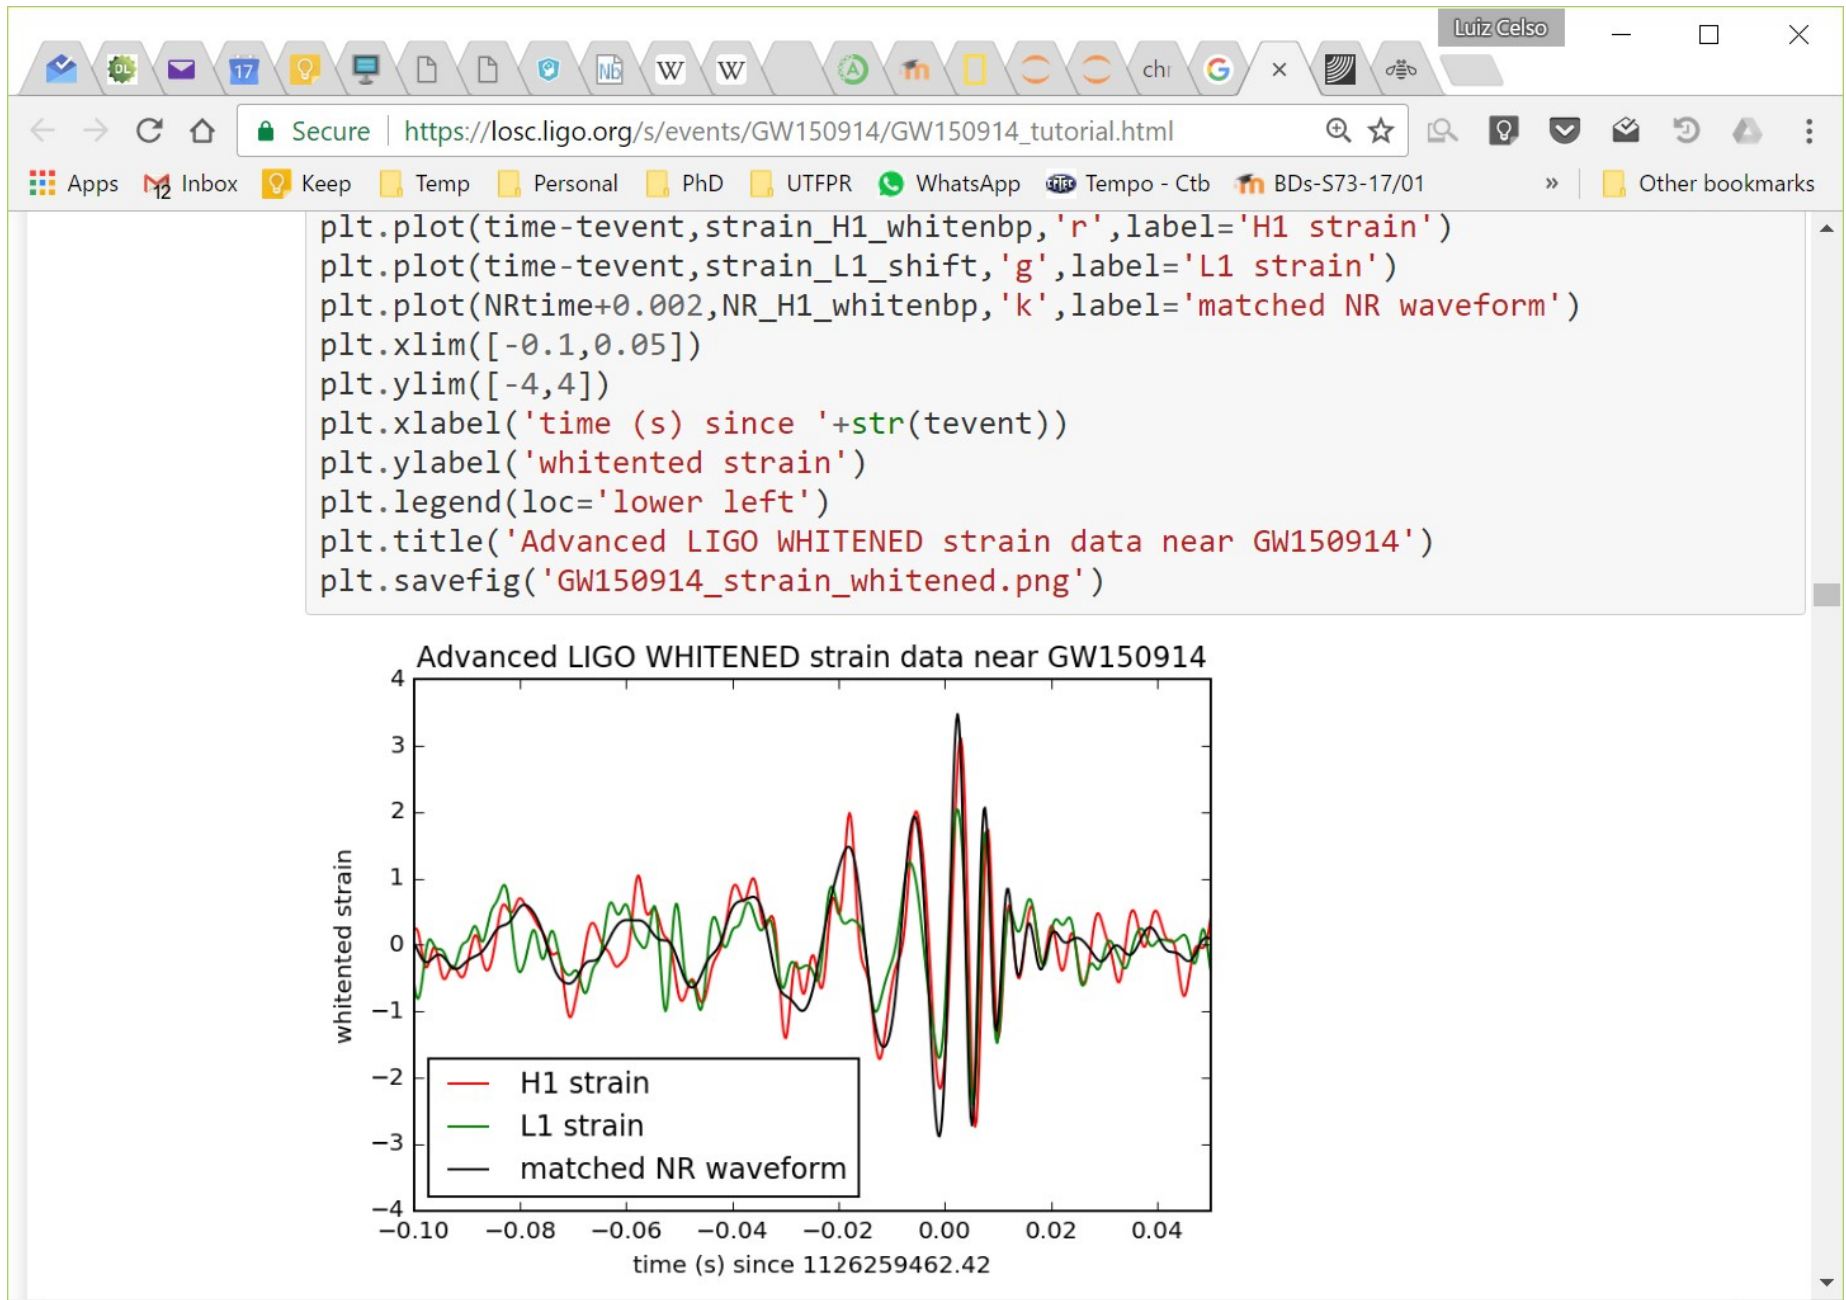 Luiz Celso
DL 17 Nb W W A chr G
Secure https://losc.ligo.org/s/events/GW150914/GW150914_tutorial.html
Apps 12 Inbox Keep Temp Personal PhD UTFPR WhatsApp CPTEC Tempo - Ctb BDs-S73-17/01 » Other bookmarks
plt.plot(time-tevent,strain_H1_whitenbp,'r',label='H1 strain')
plt.plot(time-tevent,strain_L1_shift,'g',label='L1 strain')
plt.plot(NRtime+0.002,NR_H1_whitenbp,'k',label='matched NR waveform')
plt.xlim([-0.1,0.05])
plt.ylim([-4,4])
plt.xlabel('time (s) since '+str(tevent))
plt.ylabel('whitented strain')
plt.legend(loc='lower left')
plt.title('Advanced LIGO WHITENED strain data near GW150914')
plt.savefig('GW150914_strain_whitened.png')
Advanced LIGO WHITENED strain data near GW150914
4
3
2
1
0
−1
−2
−3
−4
whitented strain
H1 strain
L1 strain
matched NR waveform
−0.10 −0.08 −0.06 −0.04 −0.02 0.00 0.02 0.04
time (s) since 1126259462.42